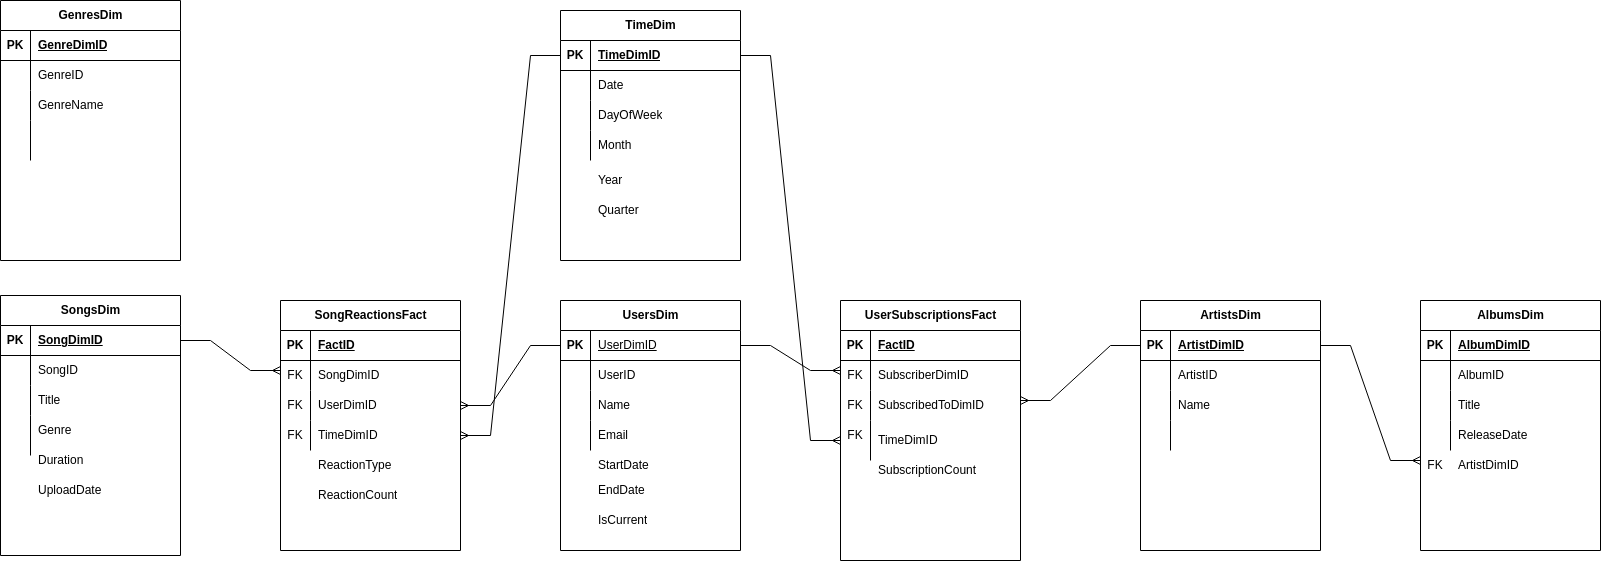 GenresDim
PK GenreDimID
GenreID
GenreName
TimeDim
PK TimeDimID
Date
DayOfWeek
Month
Year
Quarter
SongsDim
PK SongDimID
SongID
Title
Genre
Duration
UploadDate
SongReactionsFact
PK FactID
FK SongDimID
FK UserDimID
FK TimeDimID
ReactionType
ReactionCount
UsersDim
PK UserDimID
UserID
Name
Email
StartDate
EndDate
IsCurrent
UserSubscriptionsFact
PK FactID
FK SubscriberDimID
FK SubscribedToDimID
FK TimeDimID
SubscriptionCount
ArtistsDim
PK ArtistDimID
ArtistID
Name
AlbumsDim
PK AlbumDimID
AlbumID
Title
ReleaseDate
FK ArtistDimID